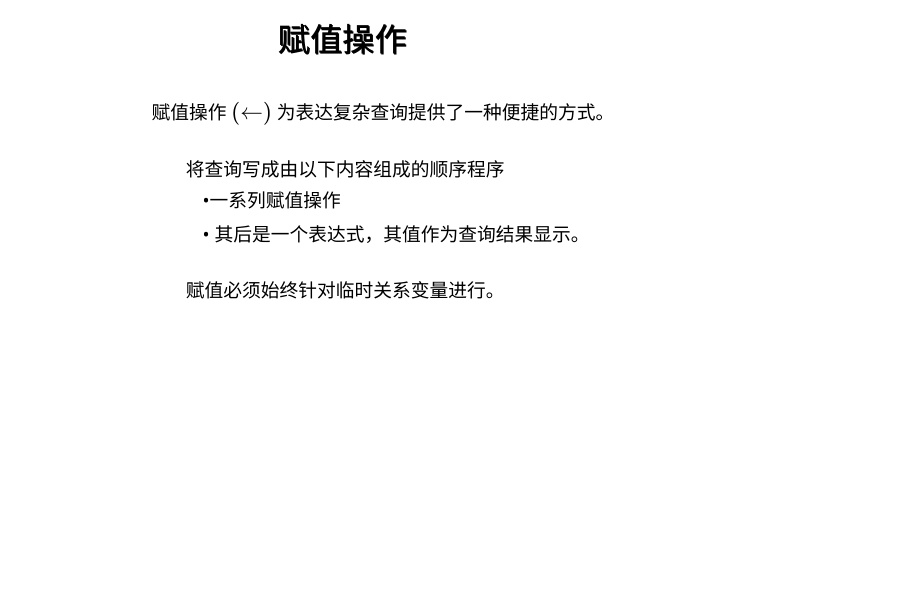 赋值操作
赋值操作 (←) 为表达复杂查询提供了一种便捷的方式。
将查询写成由以下内容组成的顺序程序
•一系列赋值操作
• 其后是一个表达式，其值作为查询结果显示。
赋值必须始终针对临时关系变量进行。